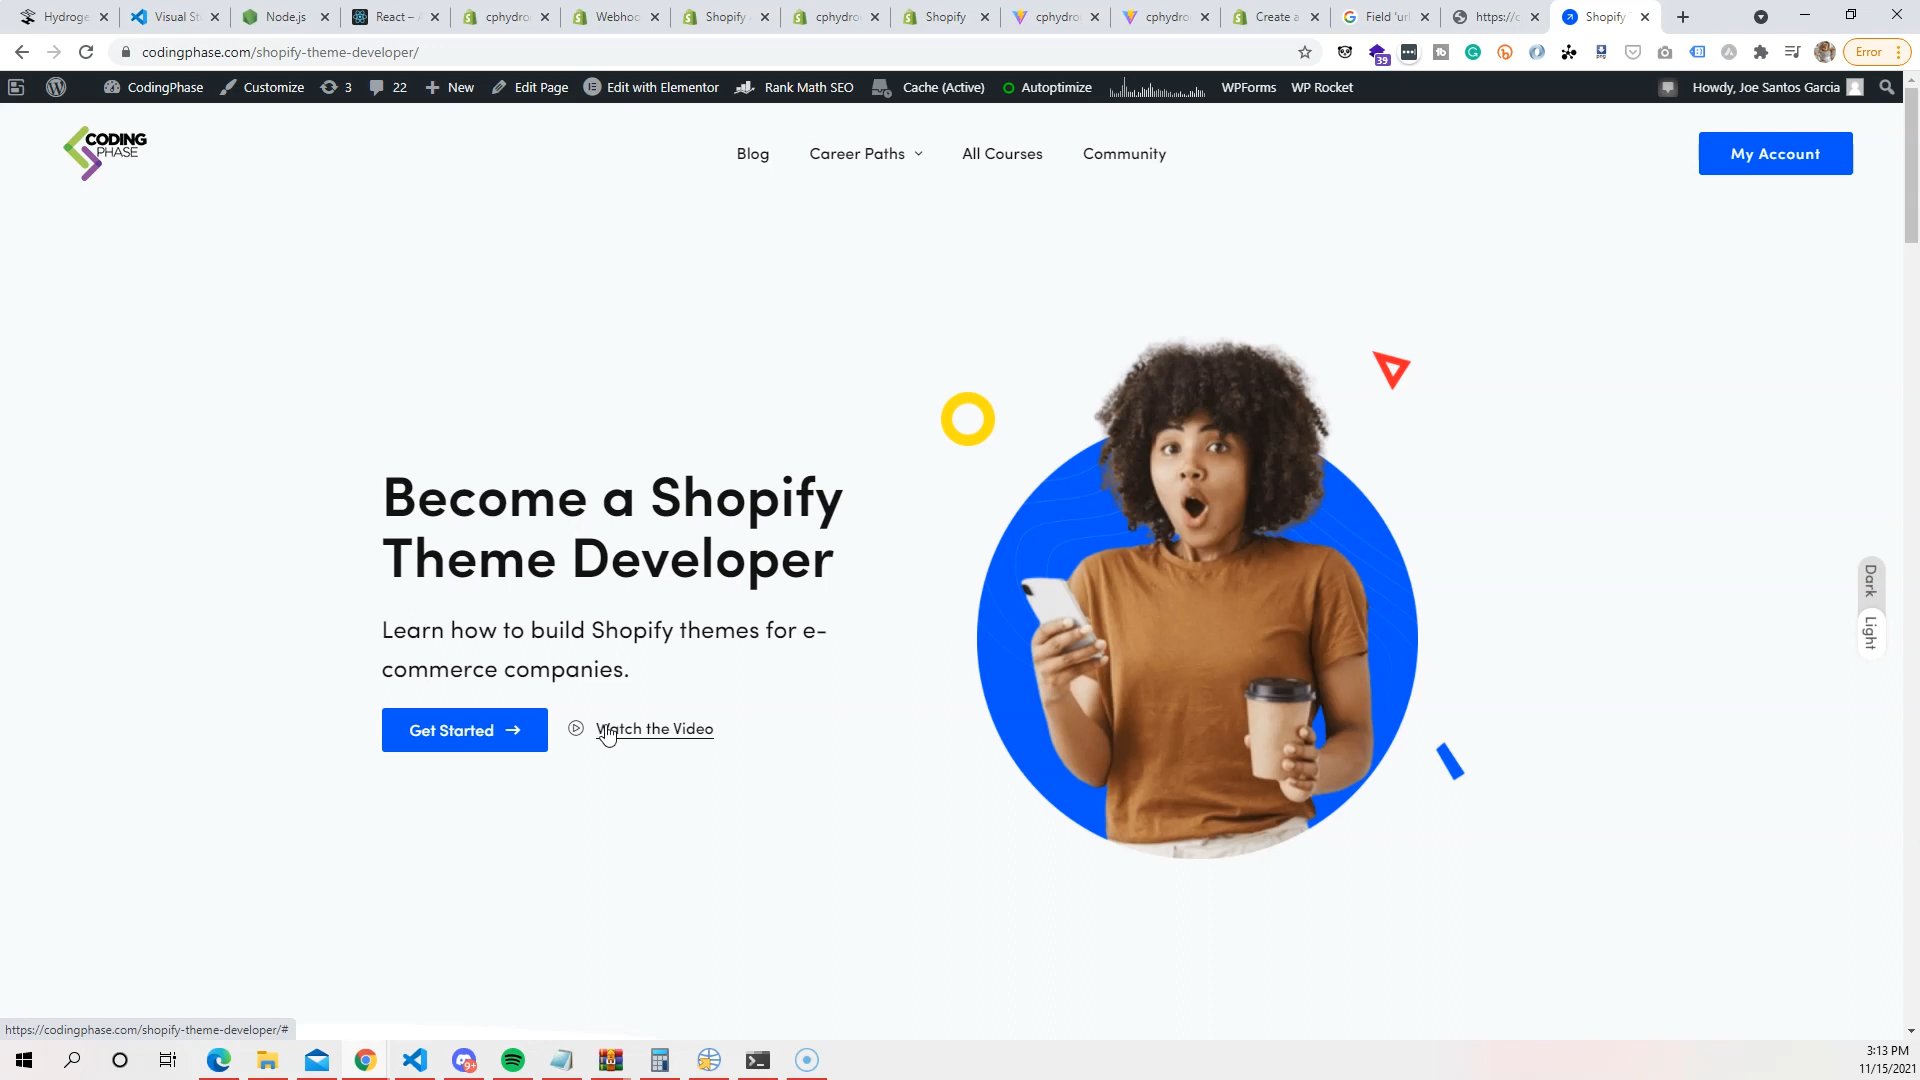 Hydroge
Visual St
Node.js
React – A
cphydro
Webhoo
Shopify
cphydro
Shopify
cphydro
cphydro
Create a
Field 'url
https://c
Shopify
codingphase.com/shopify-theme-developer/
39
Error
CodingPhase
Customize
3
22
New
Edit Page
Edit with Elementor
Rank Math SEO
Cache (Active)
Autoptimize
WPForms
WP Rocket
Howdy, Joe Santos Garcia
CODING
PHASE
Blog
Career Paths
All Courses
Community
My Account
Become a Shopify
Theme Developer
Learn how to build Shopify themes for e-
commerce companies.
Get Started →
Watch the Video
Dark
Light
https://codingphase.com/shopify-theme-developer/#
9+
3:13 PM
11/15/2021